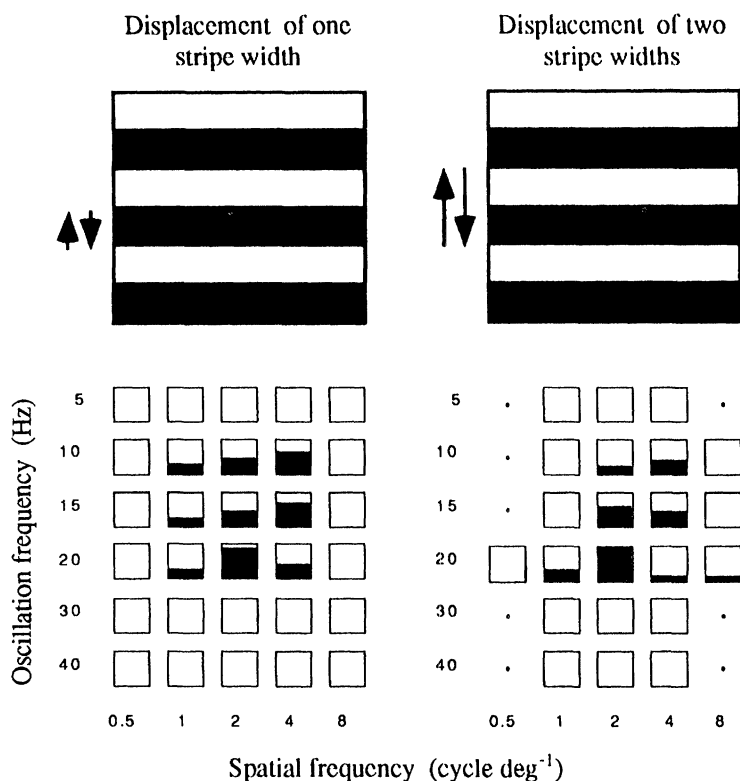 Displacement of one
stripe width
Displacement of two
stripe widths
Oscillation frequency (Hz)
5
10
15
20
30
40
0.5 1 2 4 8
5
10
15
20
30
40
0.5 1 2 4 8
Spatial frequency (cycle deg⁻¹)